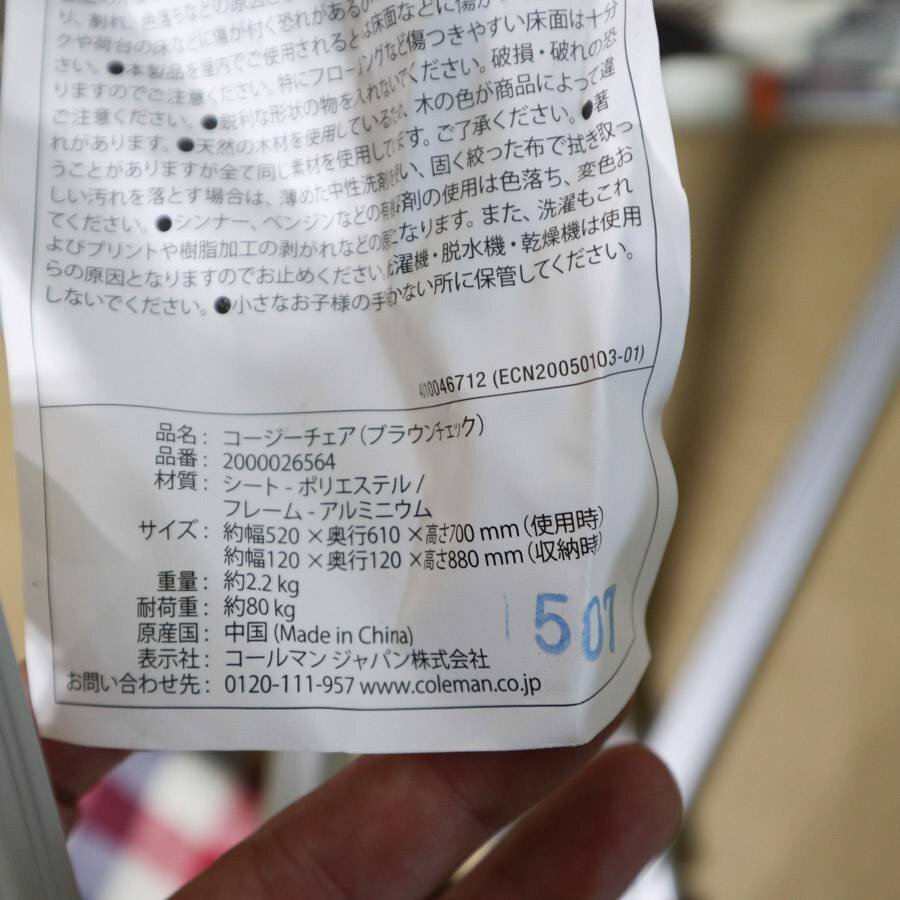 り、割れ、色落ちなどの原因と
クや荷台の床などに傷が付く恐れがあるの
さい。●本製品を屋内でご使用されるとは床面などに傷が
りますのでご注意ください。特にフローリングなど傷つきやすい床面は十分
ご注意ください。●鋭利な形状の物を入れないでください。破損・破れの恐
れがあります。●天然の木材を使用しているため、木の色が商品によって違
うことがありますが全て同じ素材を使用しています。ご了承ください。●著
しい汚れを落とす場合は、薄めた中性洗剤を使い、固く絞った布で拭き取っ
てください。●シンナー、ベンジンなどの有機溶剤の使用は色落ち、変色お
よびプリントや樹脂加工の剥がれなどの原因になります。また、洗濯もこれ
らの原因となりますのでお止めください。洗濯機・脱水機・乾燥機は使用
しないでください。●小さなお子様の手の届かない所に保管してください。
4010046712 (ECN20050103-01)
品名： コージーチェア（ブラウンチェック）
品番： 2000026564
材質： シート - ポリエステル /
フレーム - アルミニウム
サイズ： 約幅520 × 奥行610 × 高さ700 mm（使用時）
約幅120 × 奥行120 × 高さ880 mm（収納時）
重量： 約2.2 kg
耐荷重： 約80 kg
原産国： 中国 (Made in China)
表示社： コールマン ジャパン株式会社
お問い合わせ先： 0120-111-957 www.coleman.co.jp
1507